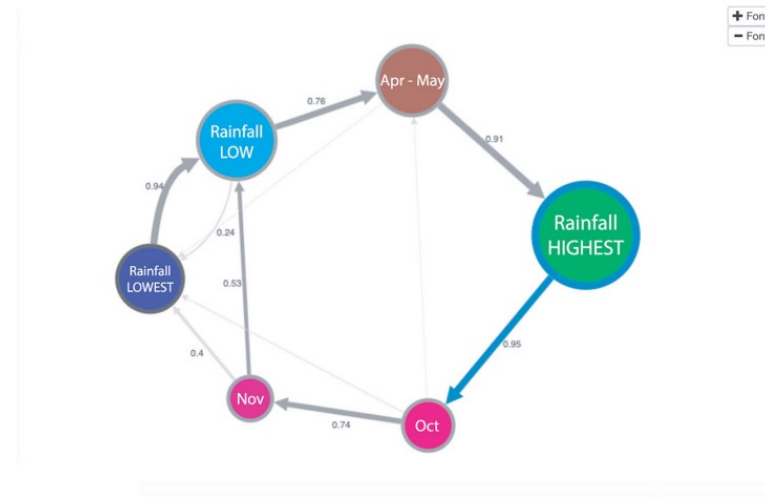 + Fon
− Fon
Apr - May
0.76
Rainfall
LOW
0.91
0.94
Rainfall
HIGHEST
0.24
Rainfall
LOWEST
0.53
0.95
0.4
Nov
0.74
Oct